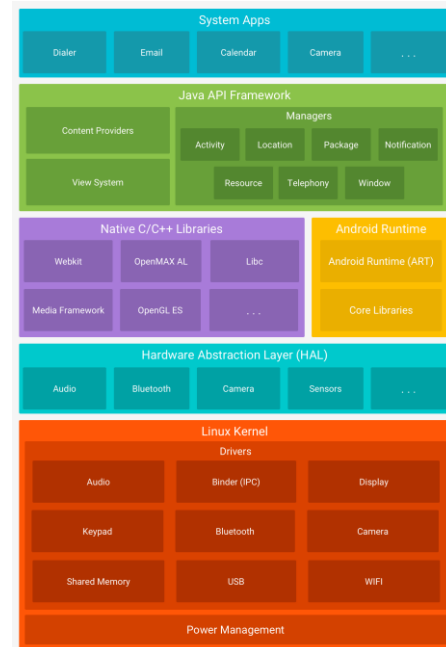 System Apps
Dialer
Email
Calendar
Camera
. . .
Java API Framework
Content Providers
View System
Managers
Activity
Location
Package
Notification
Resource
Telephony
Window
Native C/C++ Libraries
Webkit
OpenMAX AL
Libc
Media Framework
OpenGL ES
. . .
Android Runtime
Android Runtime (ART)
Core Libraries
Hardware Abstraction Layer (HAL)
Audio
Bluetooth
Camera
Sensors
. . .
Linux Kernel
Drivers
Audio
Binder (IPC)
Display
Keypad
Bluetooth
Camera
Shared Memory
USB
WIFI
Power Management